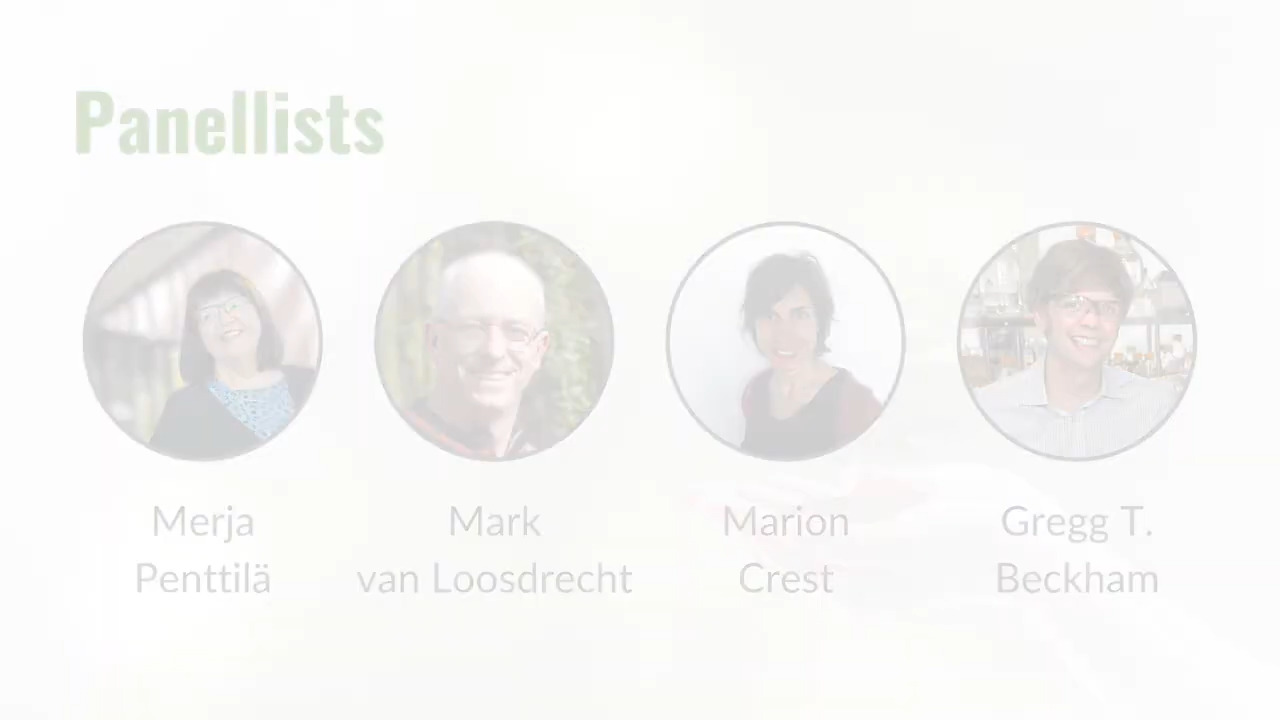 Panellists
Merja
Penttilä
Mark
van Loosdrecht
Marion
Crest
Gregg T.
Beckham